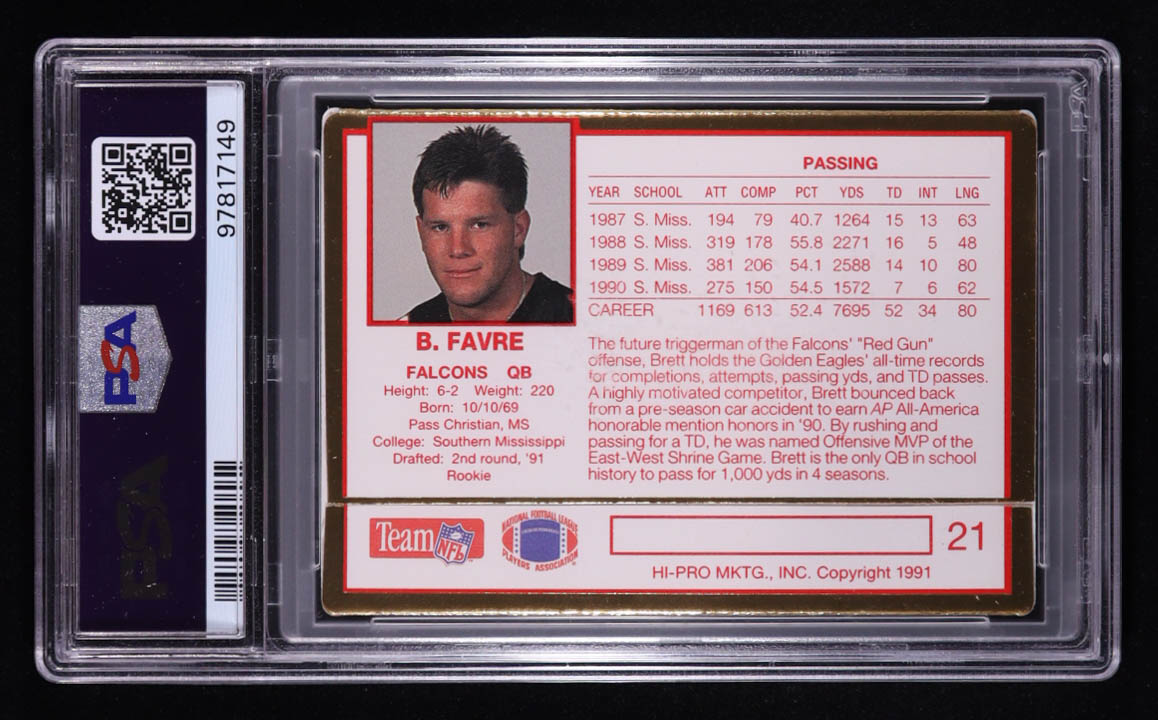 97817149
PSA
PSA
PSA
B. FAVRE
FALCONS QB
Height: 6-2 Weight: 220
Born: 10/10/69
Pass Christian, MS
College: Southern Mississippi
Drafted: 2nd round, '91
Rookie
PASSING
YEAR SCHOOL ATT COMP PCT YDS TD INT LNG
1987 S. Miss. 194 79 40.7 1264 15 13 63
1988 S. Miss. 319 178 55.8 2271 16 5 48
1989 S. Miss. 381 206 54.1 2588 14 10 80
1990 S. Miss. 275 150 54.5 1572 7 6 62
CAREER 1169 613 52.4 7695 52 34 80
The future triggerman of the Falcons' "Red Gun"
offense, Brett holds the Golden Eagles' all-time records
for completions, attempts, passing yds, and TD passes.
A highly motivated competitor, Brett bounced back
from a pre-season car accident to earn AP All-America
honorable mention honors in '90. By rushing and
passing for a TD, he was named Offensive MVP of the
East-West Shrine Game. Brett is the only QB in school
history to pass for 1,000 yds in 4 seasons.
Team NFL
NATIONAL FOOTBALL LEAGUE
PLAYERS ASSOCIATION
21
HI-PRO MKTG., INC. Copyright 1991